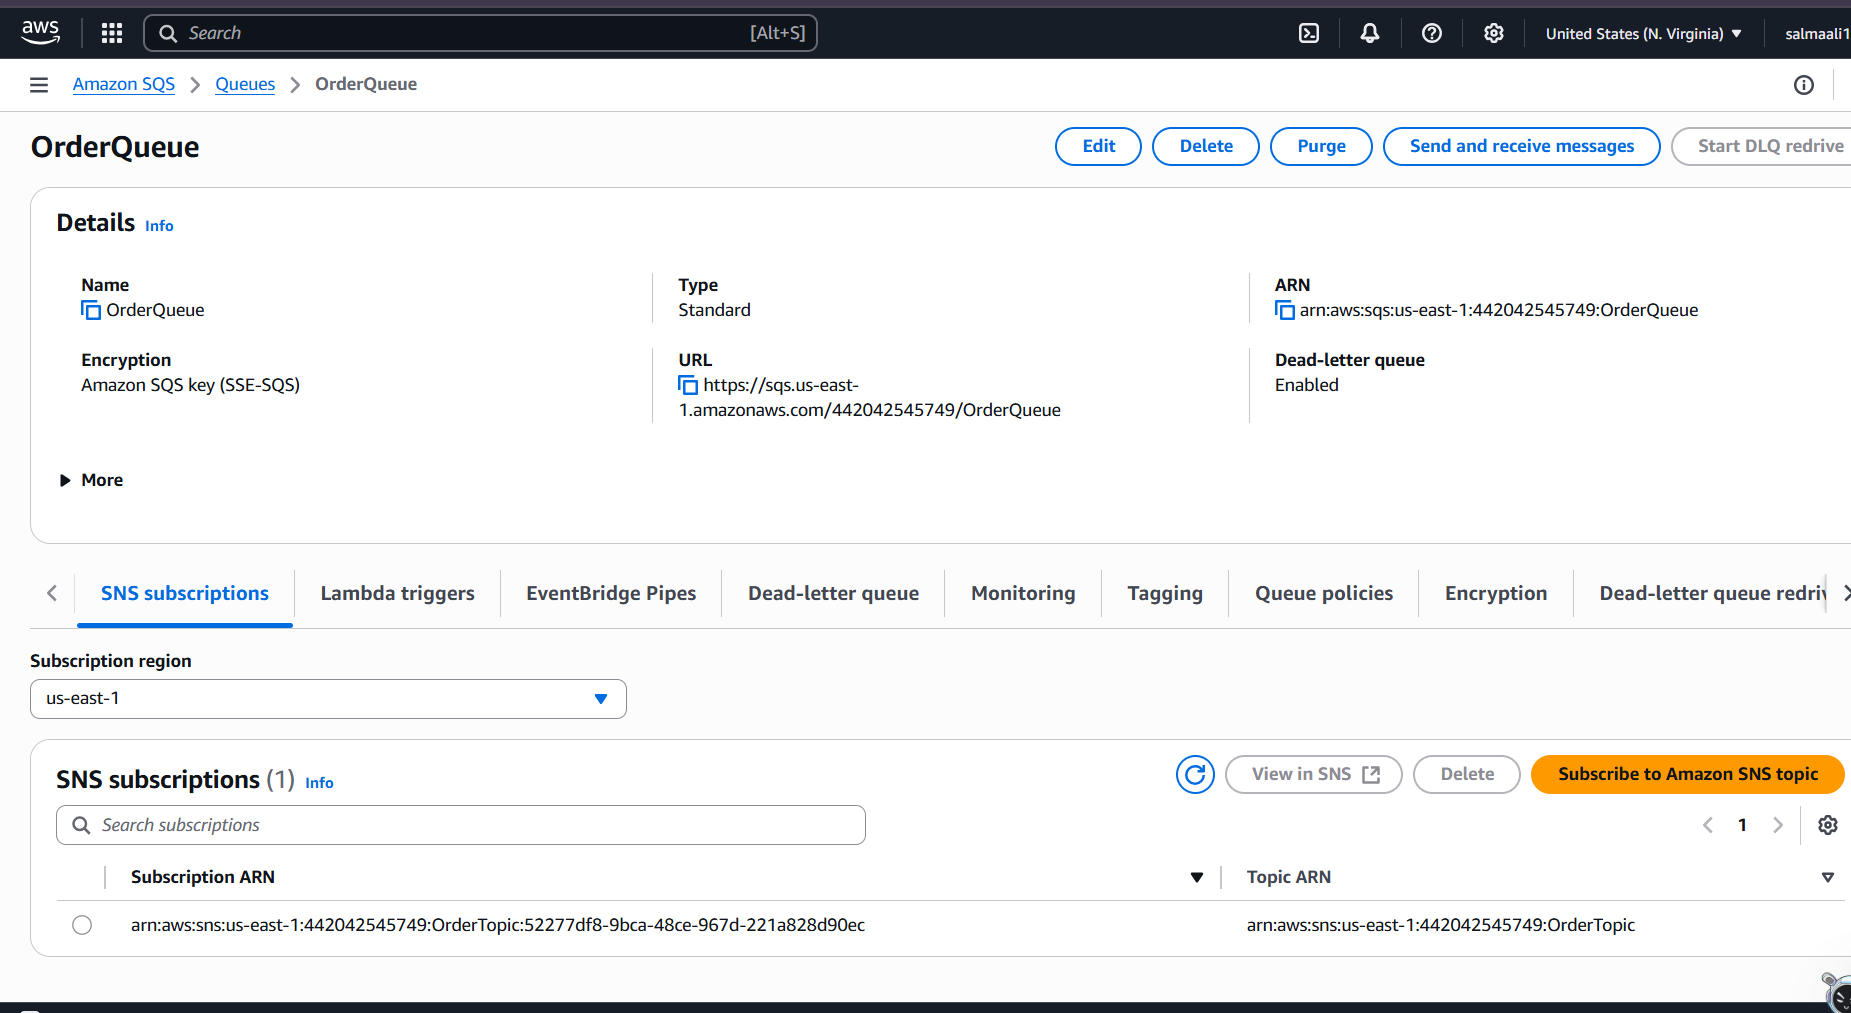 aws
Search [Alt+S]
United States (N. Virginia)
salmaali1
Amazon SQS > Queues > OrderQueue
OrderQueue
Edit
Delete
Purge
Send and receive messages
Start DLQ redrive
Details Info
Name
OrderQueue
Type
Standard
ARN
arn:aws:sqs:us-east-1:442042545749:OrderQueue
Encryption
Amazon SQS key (SSE-SQS)
URL
https://sqs.us-east-
1.amazonaws.com/442042545749/OrderQueue
Dead-letter queue
Enabled
More
SNS subscriptions
Lambda triggers
EventBridge Pipes
Dead-letter queue
Monitoring
Tagging
Queue policies
Encryption
Dead-letter queue redriv
Subscription region
us-east-1
SNS subscriptions (1) Info
View in SNS
Delete
Subscribe to Amazon SNS topic
Search subscriptions
1
Subscription ARN
Topic ARN
arn:aws:sns:us-east-1:442042545749:OrderTopic:52277df8-9bca-48ce-967d-221a828d90ec
arn:aws:sns:us-east-1:442042545749:OrderTopic